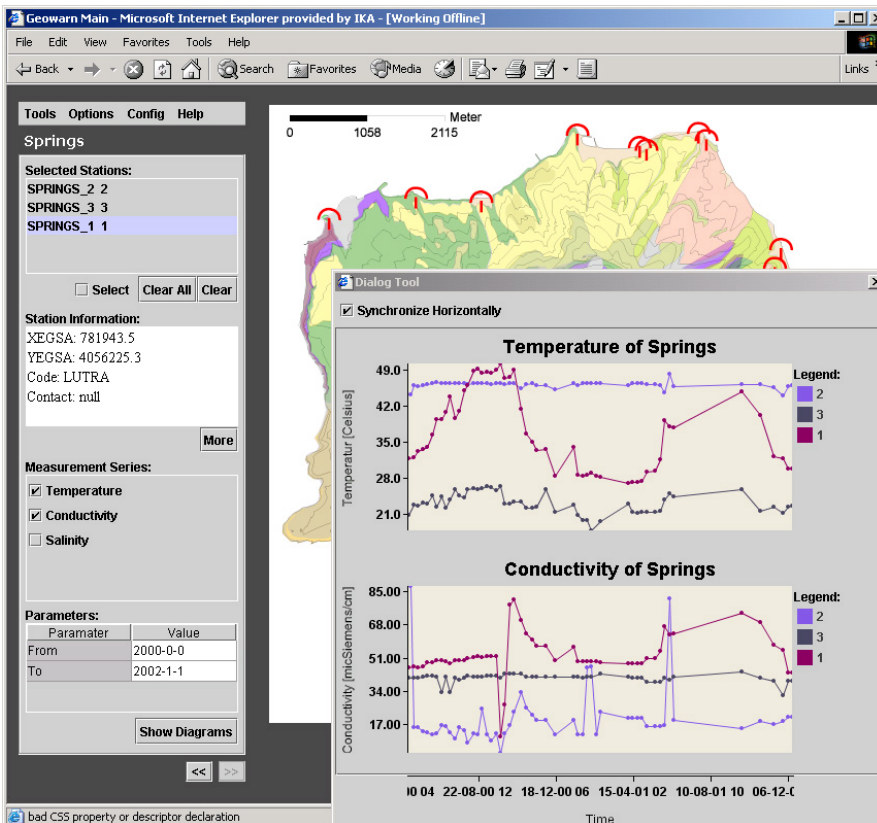 Geowarn Main - Microsoft Internet Explorer provided by IKA - [Working Offline]
File Edit View Favorites Tools Help
Back Search Favorites Media Links
Tools Options Config Help
Springs
Selected Stations:
SPRINGS_2 2
SPRINGS_3 3
SPRINGS_1 1
Select Clear All Clear
Station Information:
XEGSA: 781943.5
YEGSA: 4056225.3
Code: LUTRA
Contact: null
More
Measurement Series:
Temperature
Conductivity
Salinity
Parameters:
Paramater Value
From 2000-0-0
To 2002-1-1
Show Diagrams
<< >>
Meter
0 1058 2115
Dialog Tool
Synchronize Horizontally
Temperature of Springs
Temperatur [Celsius]
49.0
42.0
35.0
28.0
21.0
Legend:
2
3
1
Conductivity of Springs
Conductivity [micSiemens/cm]
85.00
68.00
51.00
34.00
17.00
Legend:
2
3
1
00 04 22-08-00 12 18-12-00 06 15-04-01 02 10-08-01 10 06-12-0
Time
bad CSS property or descriptor declaration